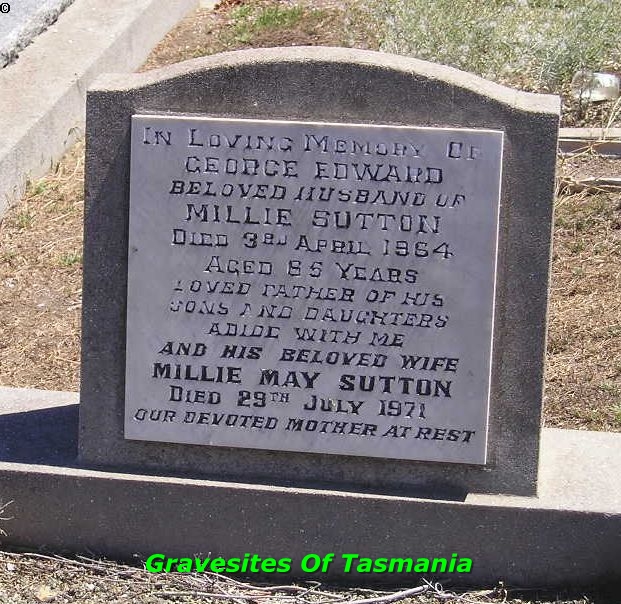 ©
IN LOVING MEMORY OF
GEORGE EDWARD
BELOVED HUSBAND OF
MILLIE SUTTON
DIED 3RD APRIL 1964
AGED 85 YEARS
LOVED FATHER OF HIS
SONS AND DAUGHTERS
ABIDE WITH ME
AND HIS BELOVED WIFE
MILLIE MAY SUTTON
DIED 29TH JULY 1971
OUR DEVOTED MOTHER AT REST
Gravesites Of Tasmania